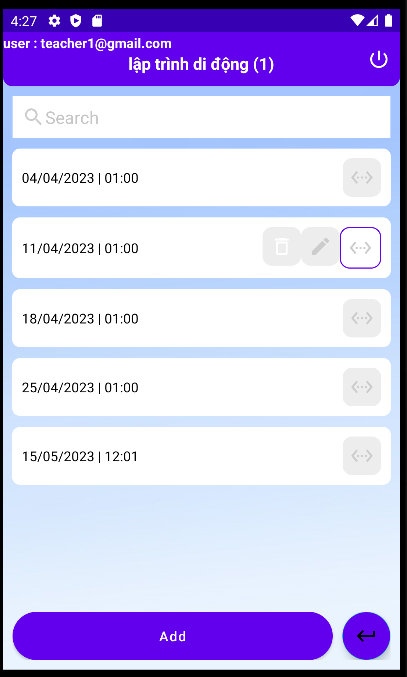 4:27
user : teacher1@gmail.com
lập trình di động (1)
Search
04/04/2023 | 01:00
11/04/2023 | 01:00
18/04/2023 | 01:00
25/04/2023 | 01:00
15/05/2023 | 12:01
Add